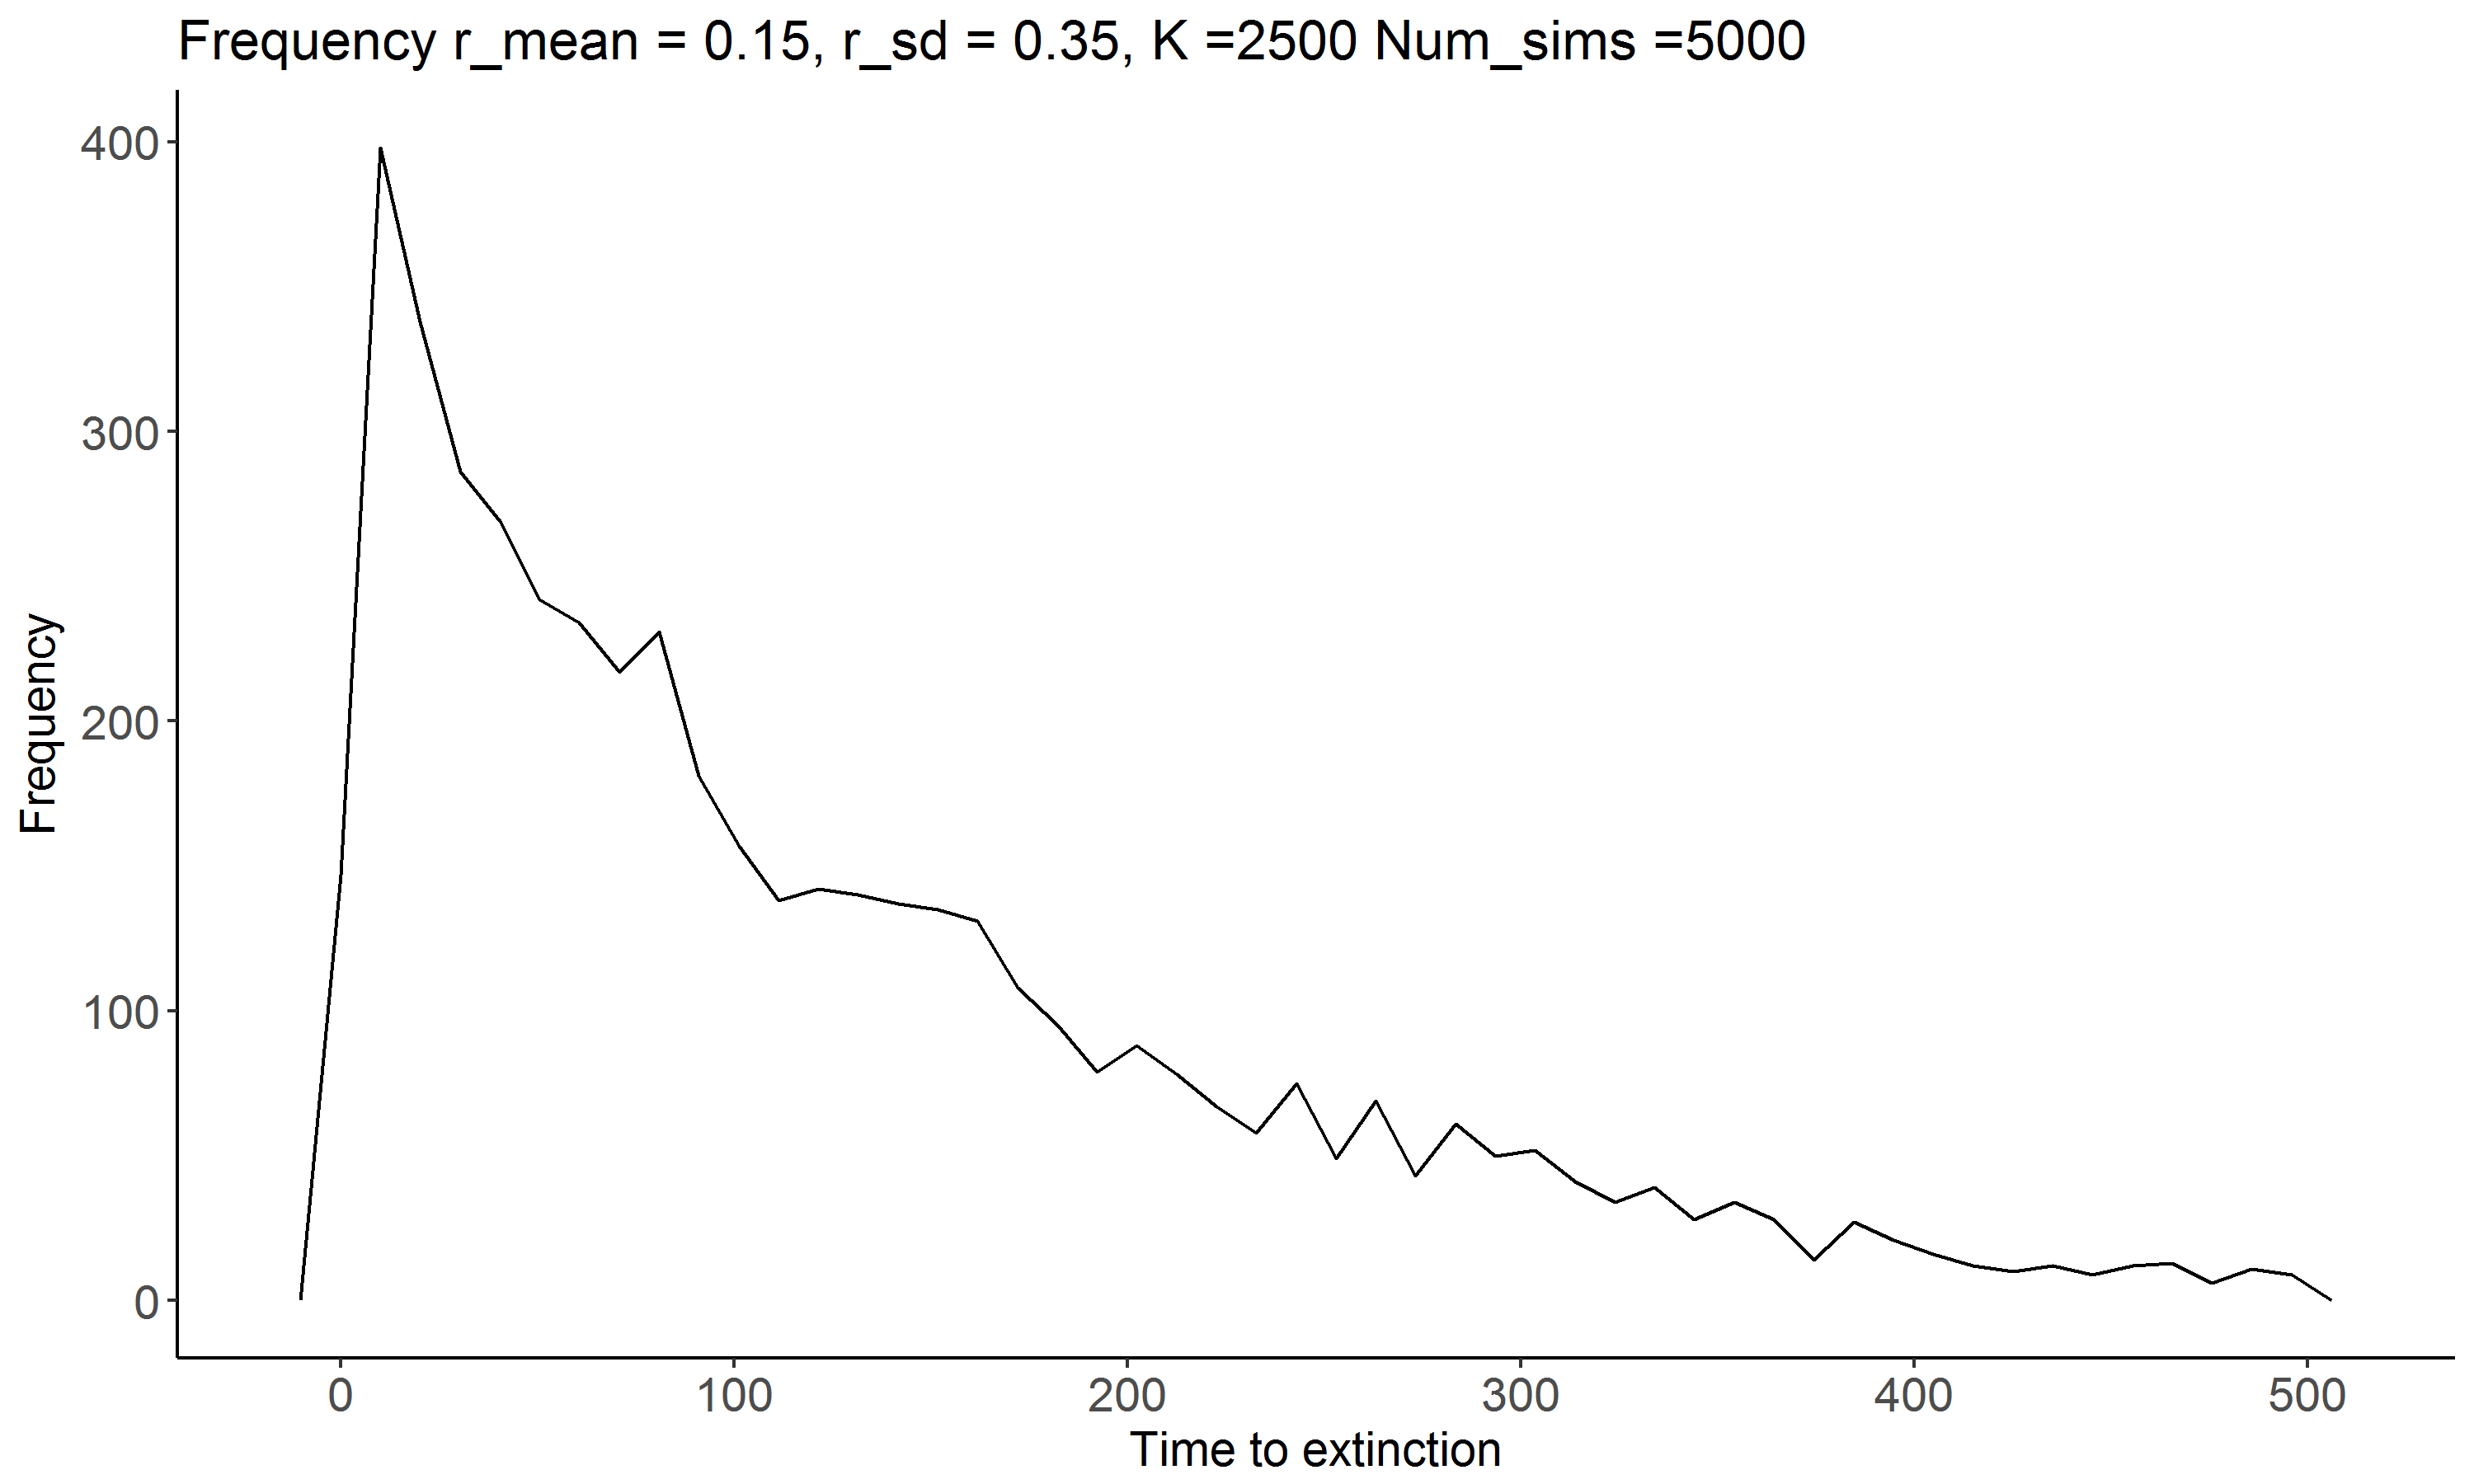 Frequency r_mean = 0.15, r_sd = 0.35, K =2500 Num_sims =5000
400
300
200
100
0
Frequency
0 100 200 300 400 500
Time to extinction